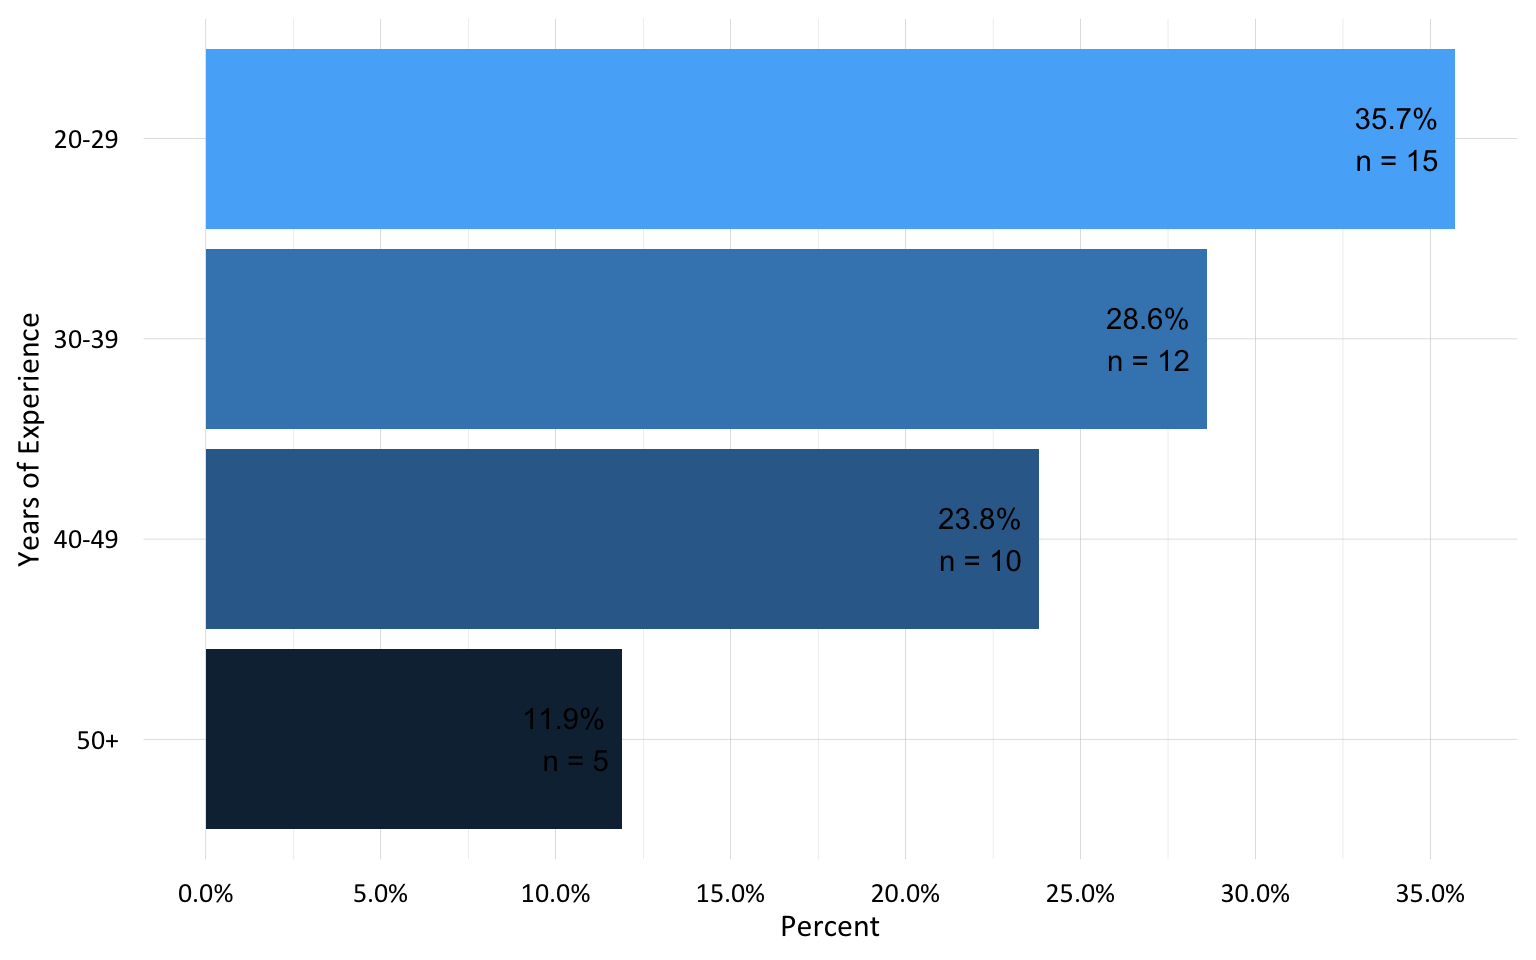 Years of Experience
20-29
35.7%
n = 15
30-39
28.6%
n = 12
40-49
23.8%
n = 10
50+
11.9%
n = 5
0.0% 5.0% 10.0% 15.0% 20.0% 25.0% 30.0% 35.0%
Percent